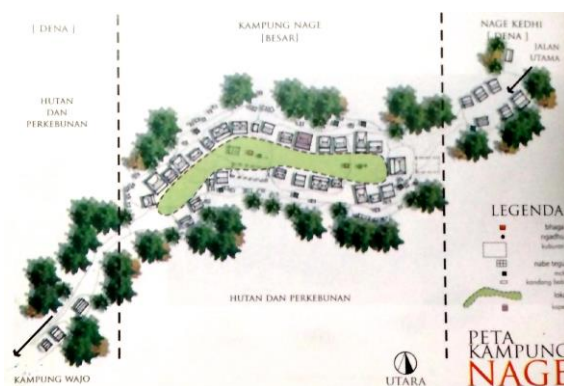 [ DENA ]
KAMPUNG NAGE
[BESAR]
NAGE KEDHI
[ DENA ]
JALAN
UTAMA
HUTAN
DAN
PERKEBUNAN
LEGENDA
ngadhu
HUTAN DAN PERKEBUNAN
KAMPUNG WAJO
UTARA
PETA
KAMPUNG
NAGE